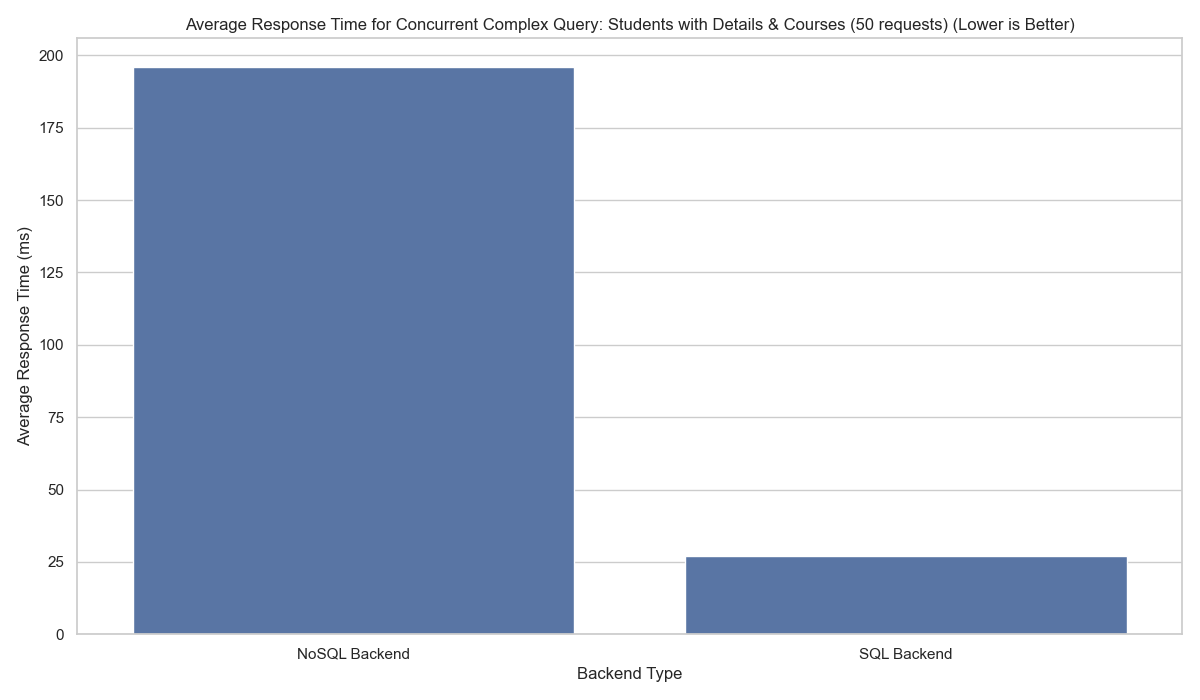 Average Response Time for Concurrent Complex Query: Students with Details & Courses (50 requests) (Lower is Better)
200
175
150
125
100
75
50
25
0
Average Response Time (ms)
NoSQL Backend
SQL Backend
Backend Type